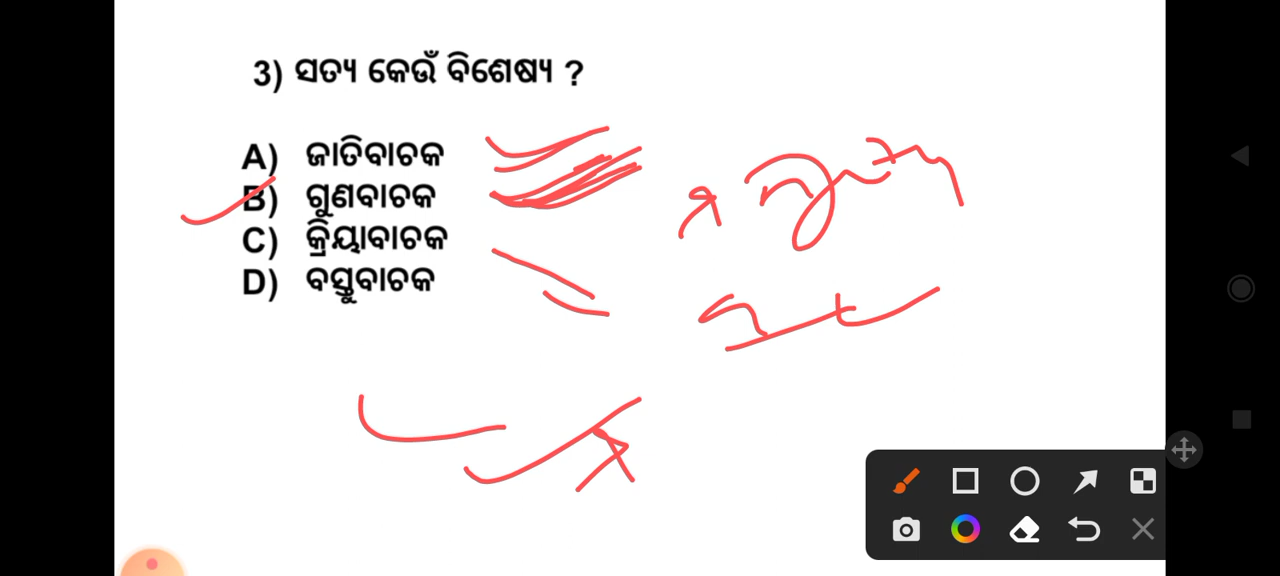 3) ସତ୍ୟ କେଉଁ ବିଶେଷ୍ୟ ?
A) ଜାତିବାଚକ
B) ଗୁଣବାଚକ
C) କ୍ରିୟାବାଚକ
D) ବସ୍ତୁବାଚକ